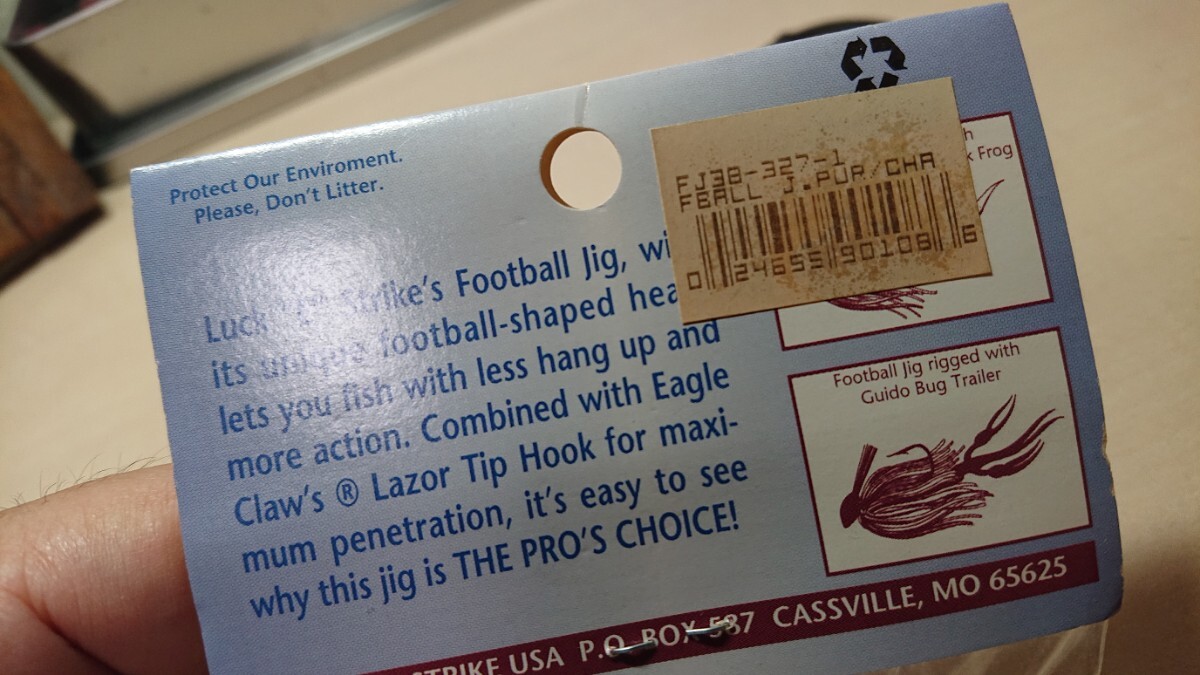 Protect Our Enviroment.
Please, Don't Litter.
FJ38-327-1
FBALL J.PUR/CHA
0 24655 90108 6
Frog
Luck Strike's Football Jig,
its unique football-shaped
lets you fish with less hang up and
more action. Combined with Eagle
Claw's ® Lazor Tip Hook for maxi-
mum penetration, it's easy to see
why this jig is THE PRO'S CHOICE!
Football Jig rigged with
Guido Bug Trailer
STRIKE USA P.O. BOX 587 CASSVILLE, MO 65625